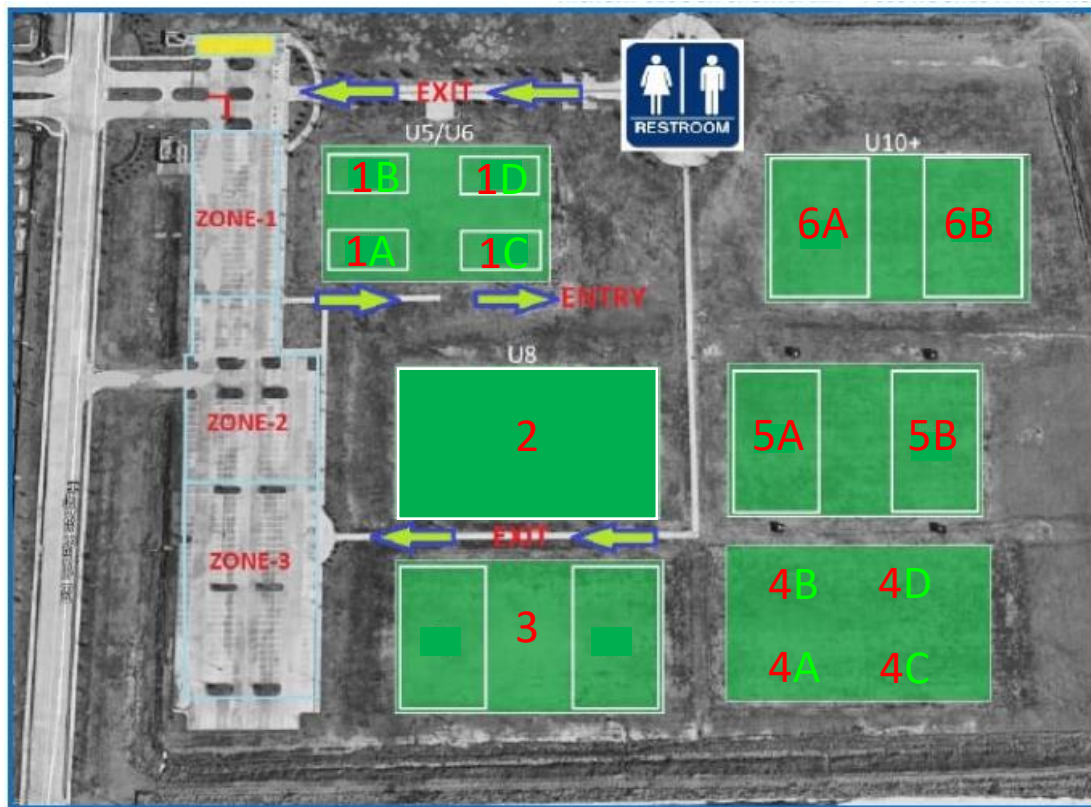 EXIT
RESTROOM
U5/U6
U10+
1B
1D
ZONE-1
6A
6B
1A
1C
ENTRY
U8
ZONE-2
2
5A
5B
EXIT
ZONE-3
4B
4D
3
4A
4C